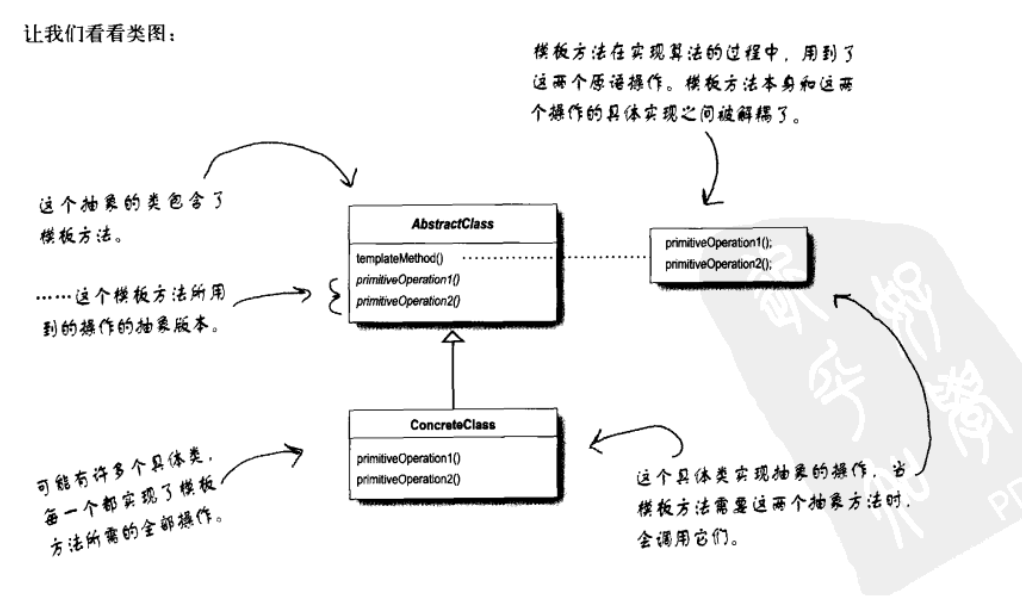 让我们看看类图：
模板方法在实现算法的过程中，用到了
这两个原语操作。模板方法本身和这两
个操作的具体实现之间被解耦了。
这个抽象的类包含了
模板方法。
AbstractClass
templateMethod()
primitiveOperation1()
primitiveOperation2()
primitiveOperation1();
primitiveOperation2();
……这个模板方法所用
到的操作的抽象版本。
ConcreteClass
primitiveOperation1()
primitiveOperation2()
可能有许多个具体类，
每一个都实现了模板
方法所需的全部操作。
这个具体类实现抽象的操作，当
模板方法需要这两个抽象方法时，
会调用它们。
PD